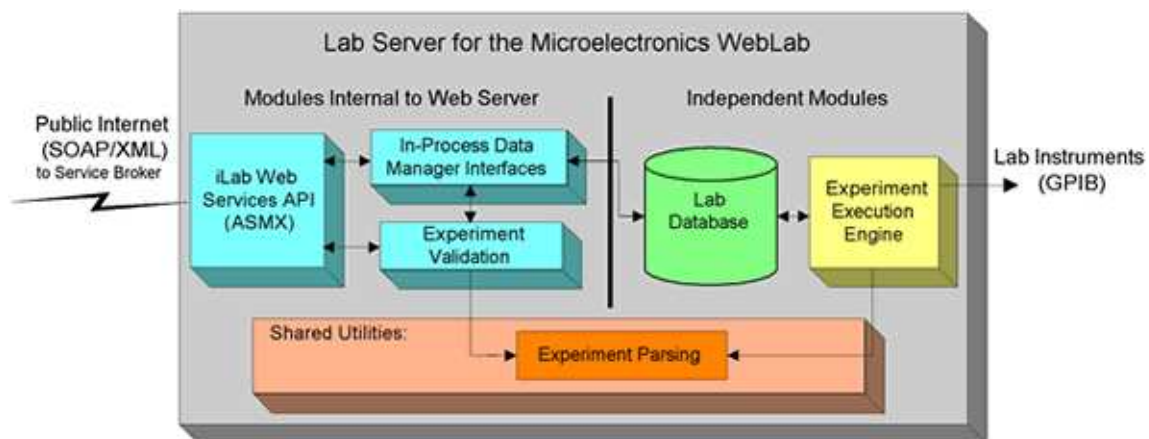 Lab Server for the Microelectronics WebLab
Modules Internal to Web Server
Independent Modules
Public Internet
(SOAP/XML)
to Service Broker
iLab Web
Services API
(ASMX)
In-Process Data
Manager Interfaces
Experiment
Validation
Lab
Database
Experiment
Execution
Engine
Lab Instruments
(GPIB)
Shared Utilities:
Experiment Parsing